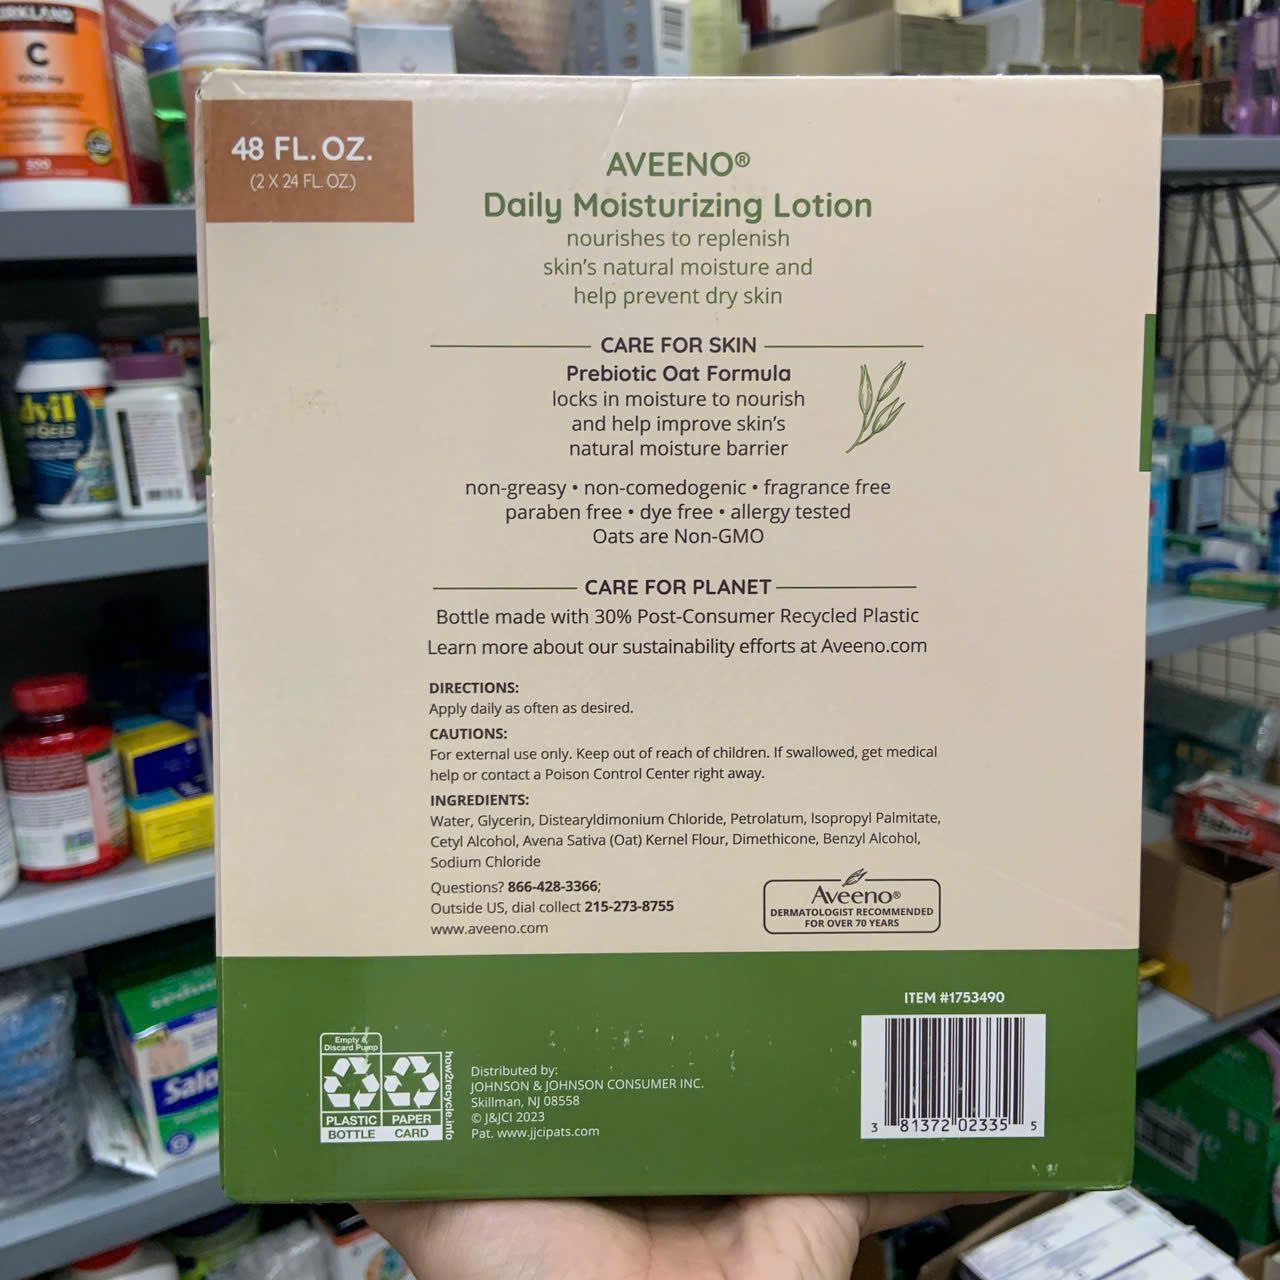 KIRKLAND
C
1000 mg
500
dvil
48 FL. OZ.
(2 X 24 FL. OZ.)
AVEENO®
Daily Moisturizing Lotion
nourishes to replenish
skin's natural moisture and
help prevent dry skin
CARE FOR SKIN
Prebiotic Oat Formula
locks in moisture to nourish
and help improve skin's
natural moisture barrier
non-greasy • non-comedogenic • fragrance free
paraben free • dye free • allergy tested
Oats are Non-GMO
CARE FOR PLANET
Bottle made with 30% Post-Consumer Recycled Plastic
Learn more about our sustainability efforts at Aveeno.com
DIRECTIONS:
Apply daily as often as desired.
CAUTIONS:
For external use only. Keep out of reach of children. If swallowed, get medical
help or contact a Poison Control Center right away.
INGREDIENTS:
Water, Glycerin, Distearyldimonium Chloride, Petrolatum, Isopropyl Palmitate,
Cetyl Alcohol, Avena Sativa (Oat) Kernel Flour, Dimethicone, Benzyl Alcohol,
Sodium Chloride
Questions? 866-428-3366;
Outside US, dial collect 215-273-8755
www.aveeno.com
Aveeno®
DERMATOLOGIST RECOMMENDED
FOR OVER 70 YEARS
ITEM #1753490
3 81372 02335 5
Empty &
Discard Pump
PLASTIC
BOTTLE
PAPER
CARD
how2recycle.info
Distributed by:
JOHNSON & JOHNSON CONSUMER INC.
Skillman, NJ 08558
© J&JCI 2023
Pat. www.jjcipats.com
Salo